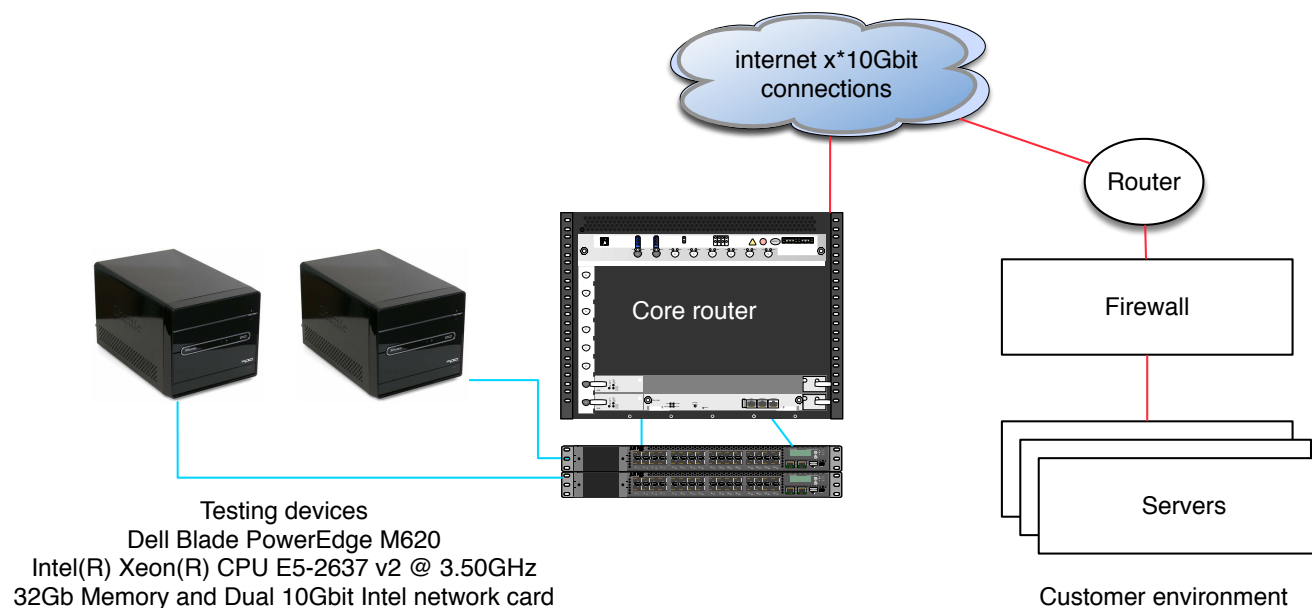 internet x*10Gbit
connections
Router
Core router
Firewall
Servers
Testing devices
Dell Blade PowerEdge M620
Intel(R) Xeon(R) CPU E5-2637 v2 @ 3.50GHz
32Gb Memory and Dual 10Gbit Intel network card
Customer environment